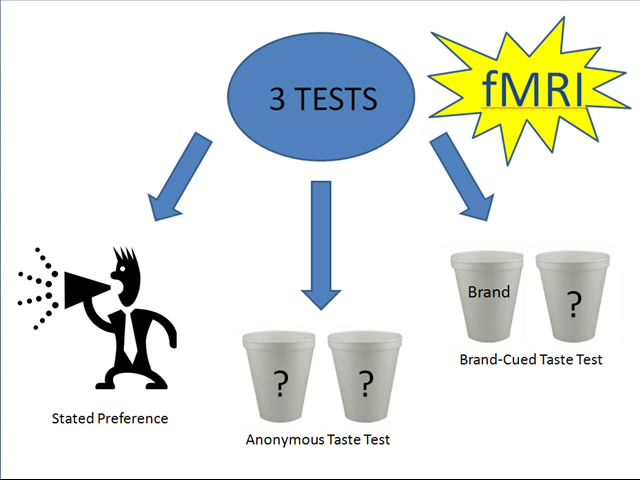 3 TESTS
fMRI
Brand
?
Brand-Cued Taste Test
?
?
Stated Preference
Anonymous Taste Test